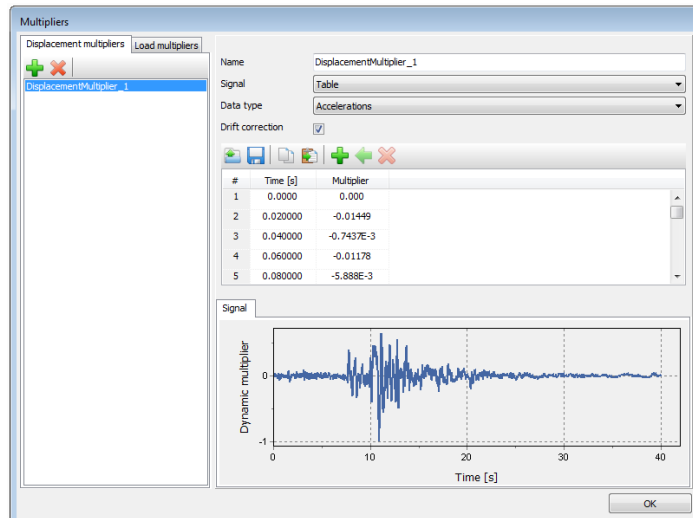 Multipliers
Displacement multipliers Load multipliers
DisplacementMultiplier_1
Name DisplacementMultiplier_1
Signal Table
Data type Accelerations
Drift correction
# Time [s] Multiplier
1 0.0000 0.000
2 0.020000 -0.01449
3 0.040000 -0.7437E-3
4 0.060000 -0.01178
5 0.080000 -5.888E-3
Signal
Dynamic multiplier
0
-1
0 10 20 30 40
Time [s]
OK